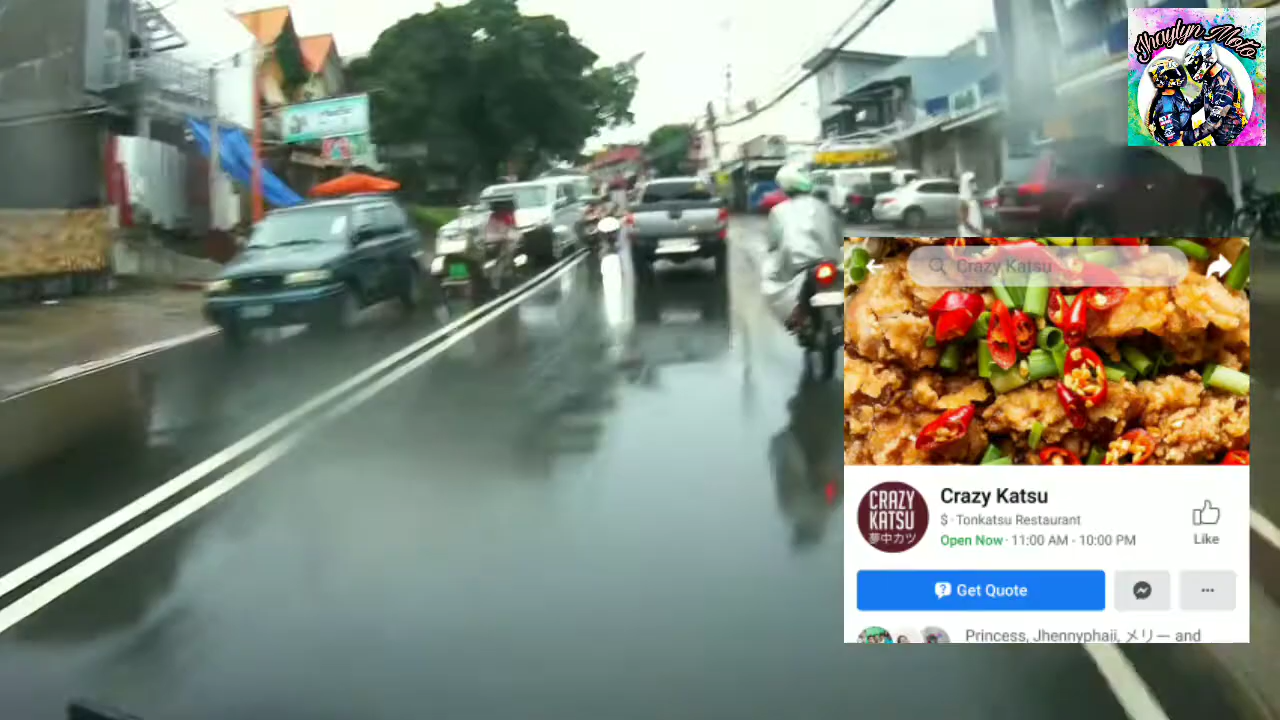 Jhaylyn Moto
Crazy Katsu
CRAZY
KATSU
夢中カツ
Crazy Katsu
$ · Tonkatsu Restaurant
Open Now · 11:00 AM - 10:00 PM
Like
Get Quote
Princess, Jhennyphaii, メリー and